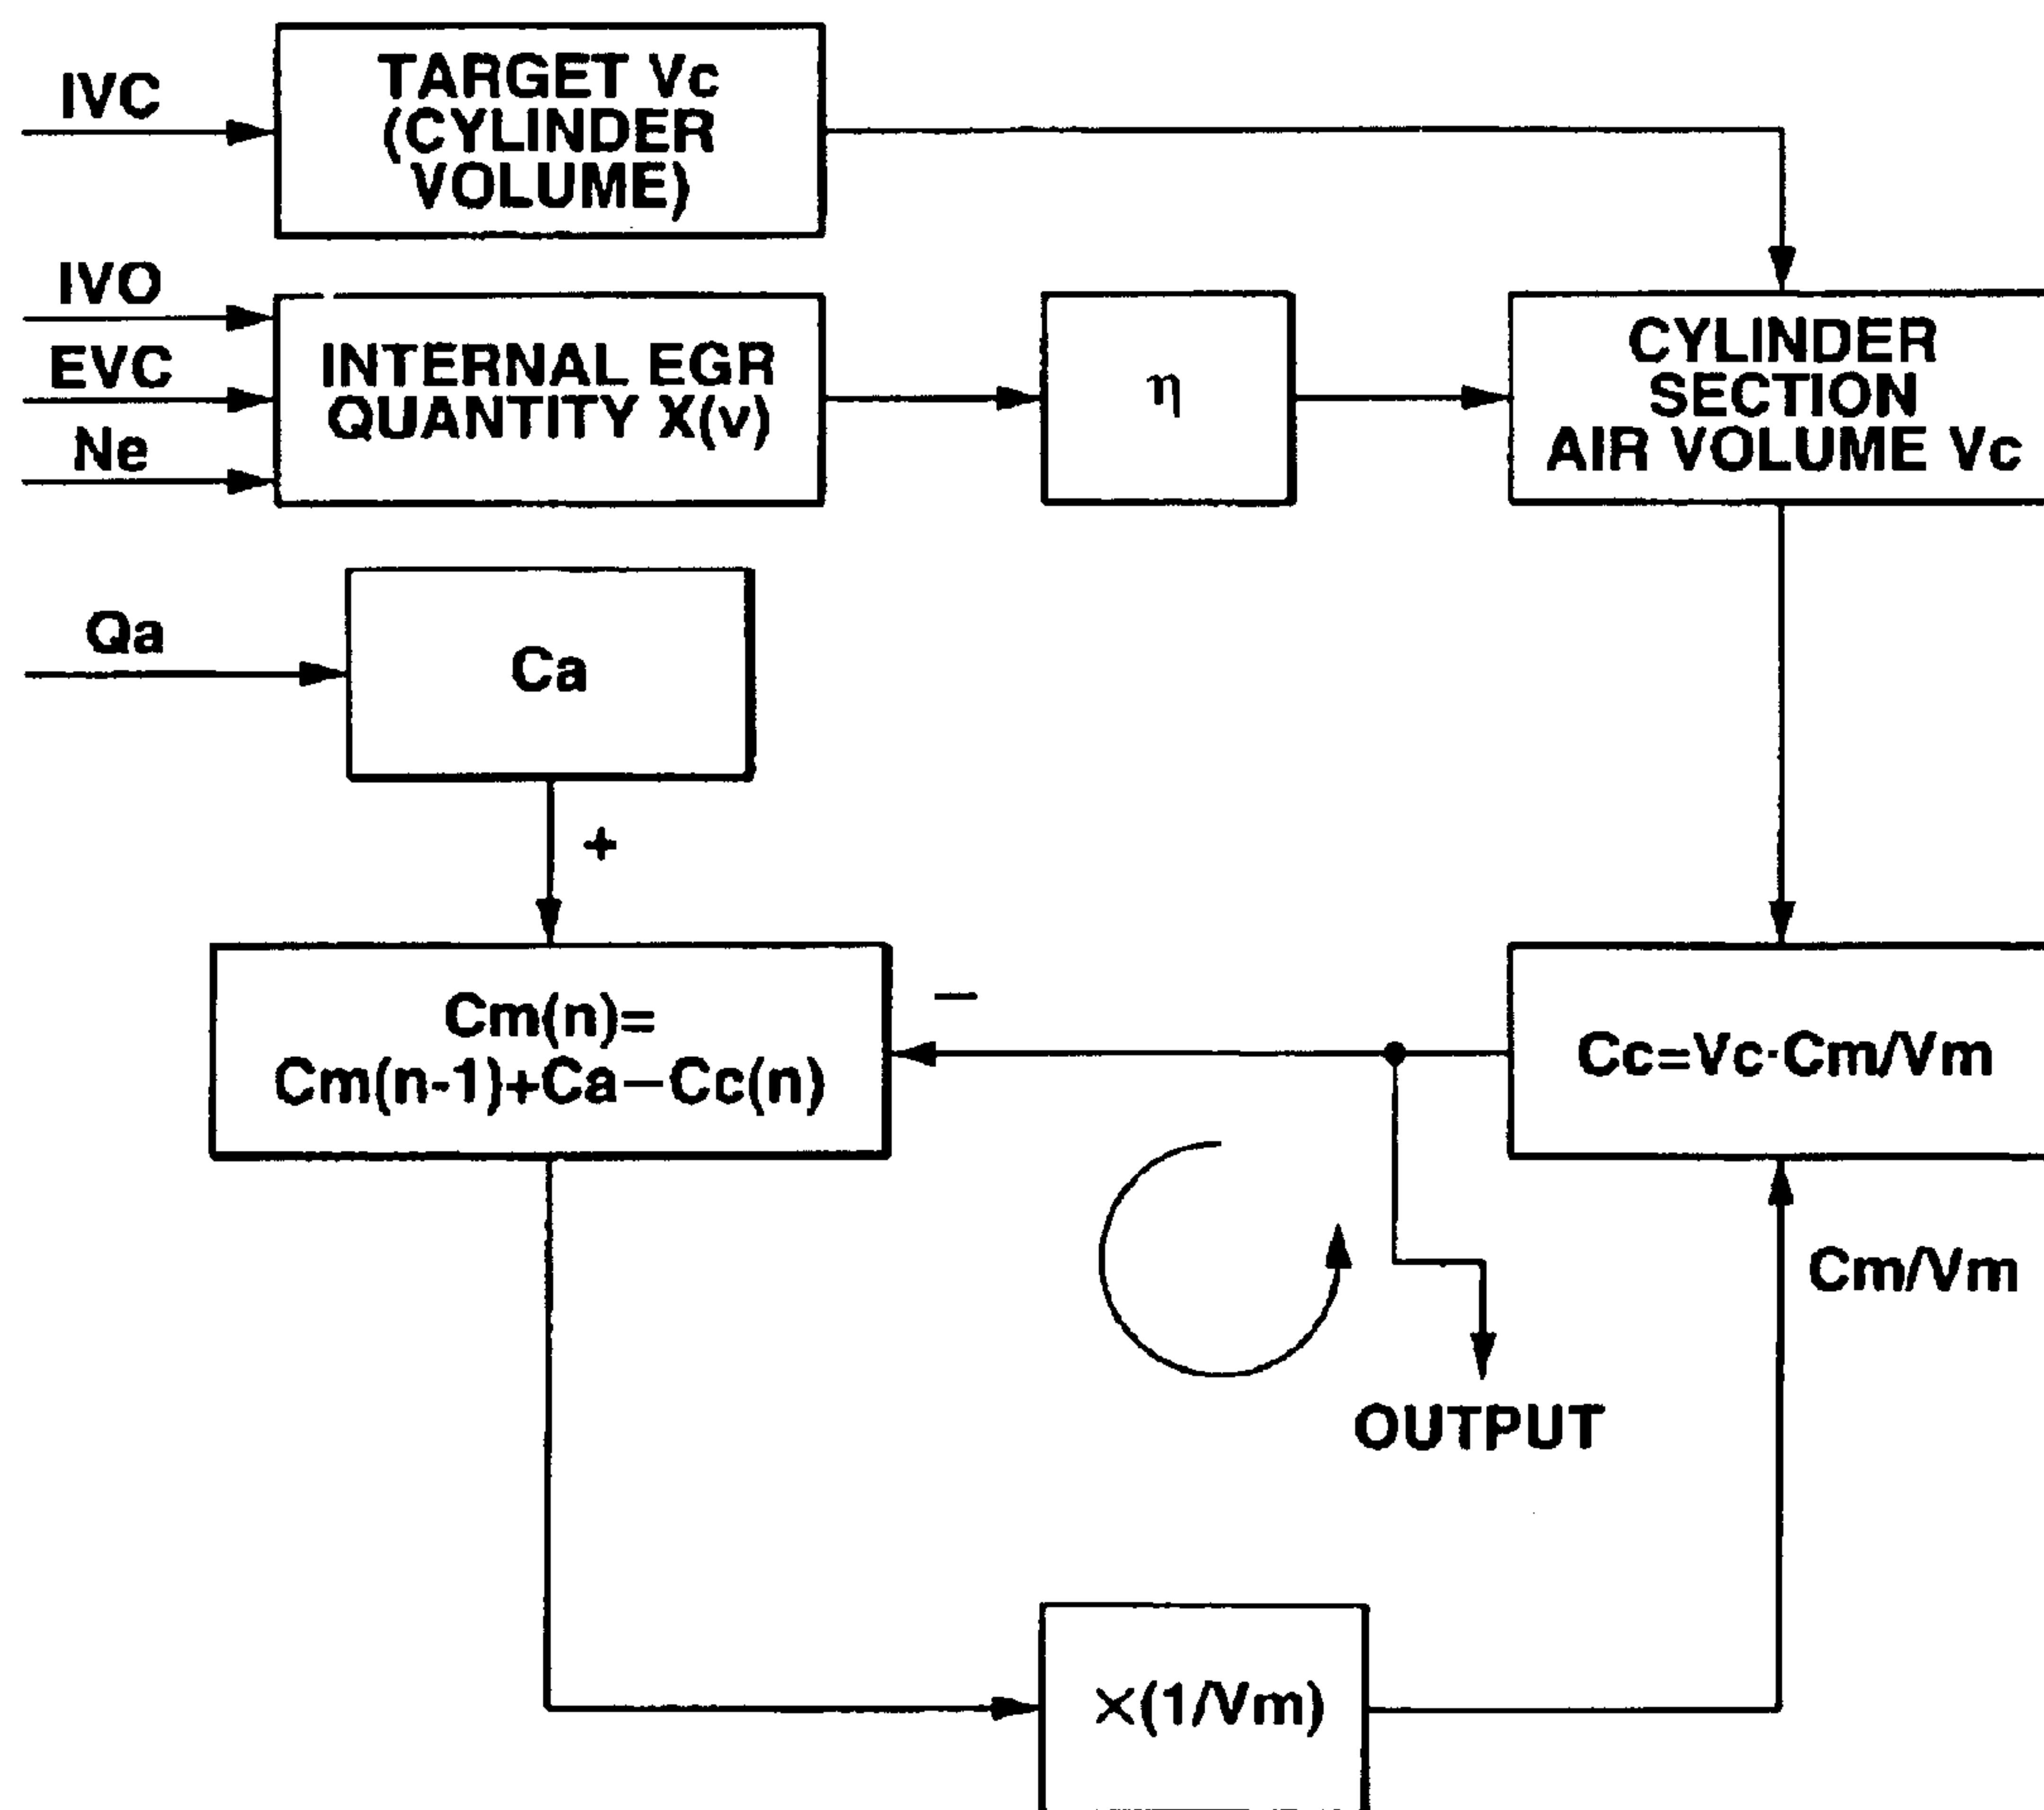 IVC
TARGET Vc
(CYLINDER
VOLUME)
IVO
EVC
Ne
INTERNAL EGR
QUANTITY X(v)
η
CYLINDER
SECTION
AIR VOLUME Vc
Qa
Ca
+
Cm(n)=
Cm(n-1)+Ca−Cc(n)
−
Cc=Vc·Cm/Vm
Cm/Vm
OUTPUT
×(1/Vm)